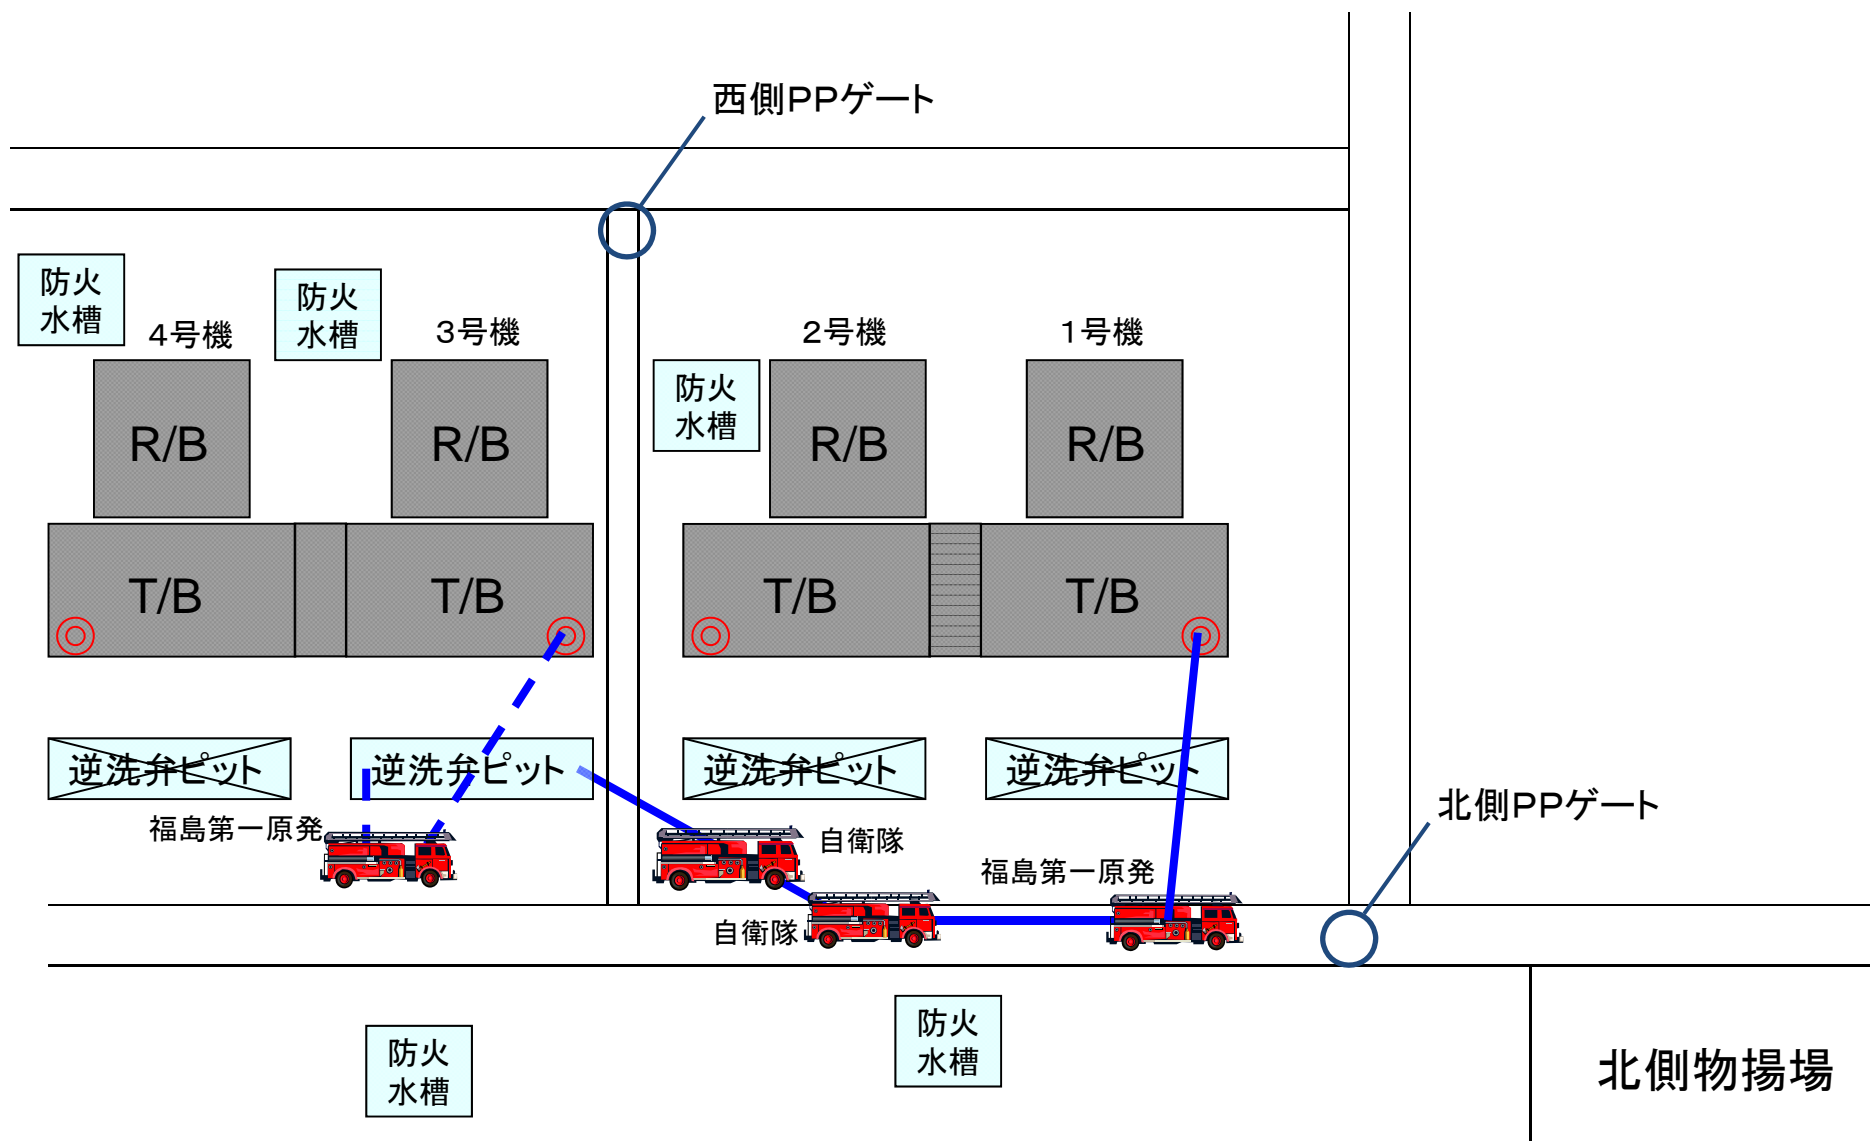 西側PPゲート
防火
水槽
4号機
防火
水槽
3号機
2号機
1号機
防火
水槽
R/B
R/B
R/B
R/B
T/B
T/B
T/B
T/B
逆洗弁ピット
逆洗弁ピット
逆洗弁ピット
逆洗弁ピット
北側PPゲート
福島第一原発
自衛隊
福島第一原発
自衛隊
防火
水槽
防火
水槽
北側物揚場